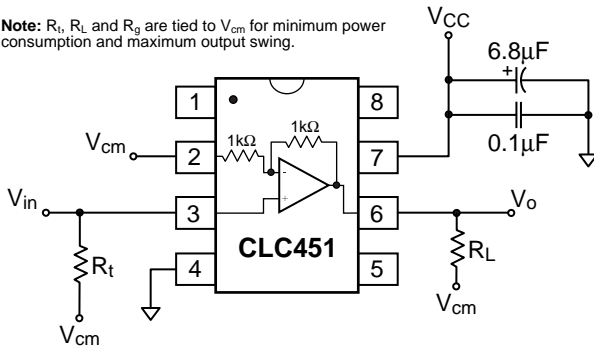 Note: Rt, RL and Rg are tied to Vcm for minimum power
consumption and maximum output swing.
VCC
6.8µF
+
0.1µF
1
8
Vcm
2
1kΩ
1kΩ
7
-
+
Vin
3
6
Vo
CLC451
4
5
Rt
RL
Vcm
Vcm